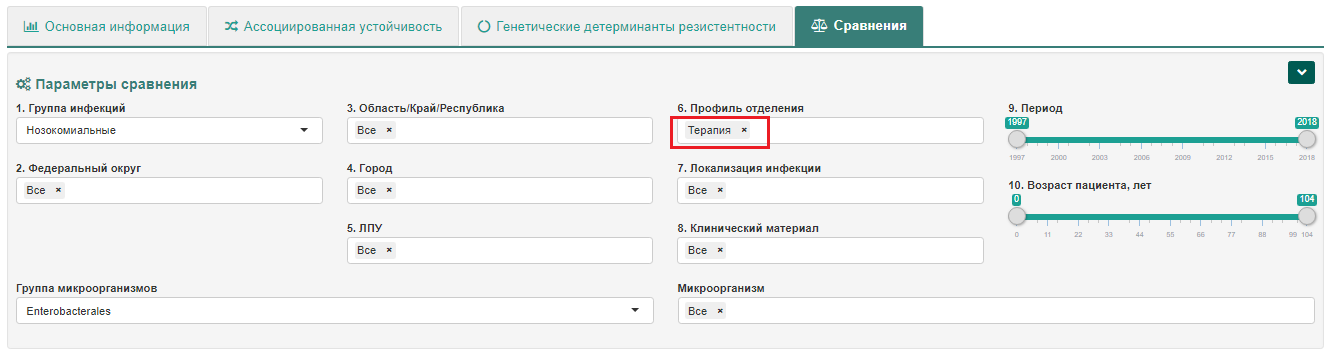 Основная информация
Ассоциированная устойчивость
Генетические детерминанты резистентности
Сравнения
Параметры сравнения
1. Группа инфекций
Нозокомиальные
2. Федеральный округ
Все ×
3. Область/Край/Республика
Все ×
4. Город
Все ×
5. ЛПУ
Все ×
6. Профиль отделения
Терапия ×
7. Локализация инфекции
Все ×
8. Клинический материал
Все ×
9. Период
1997 2018
1997 2000 2003 2006 2009 2012 2015 2018
10. Возраст пациента, лет
0 104
0 11 22 33 44 55 66 77 88 99 104
Группа микроорганизмов
Enterobacterales
Микроорганизм
Все ×